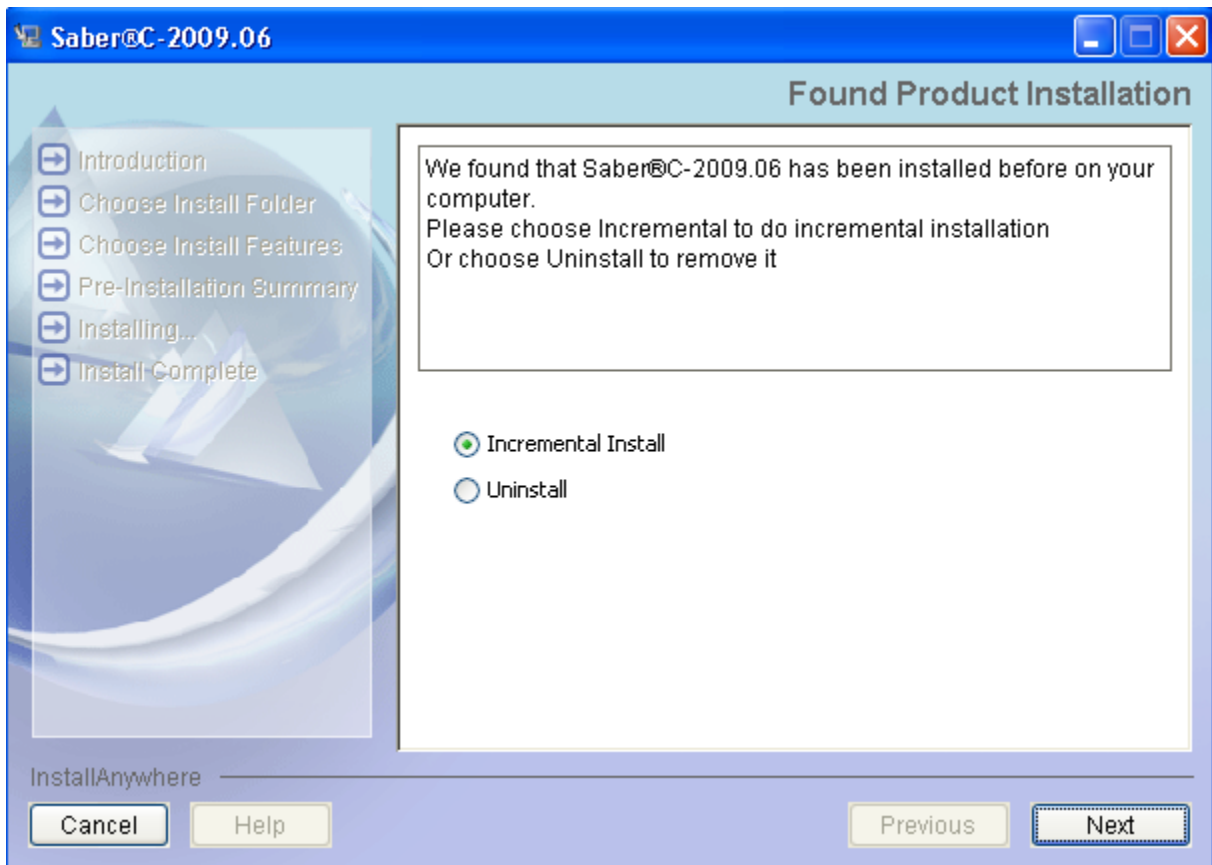 Saber®C-2009.06
Found Product Installation
Introduction
Choose Install Folder
Choose Install Features
Pre-Installation Summary
Installing...
Install Complete
We found that Saber®C-2009.06 has been installed before on your
computer.
Please choose Incremental to do incremental installation
Or choose Uninstall to remove it
Incremental Install
Uninstall
InstallAnywhere
Cancel
Help
Previous
Next